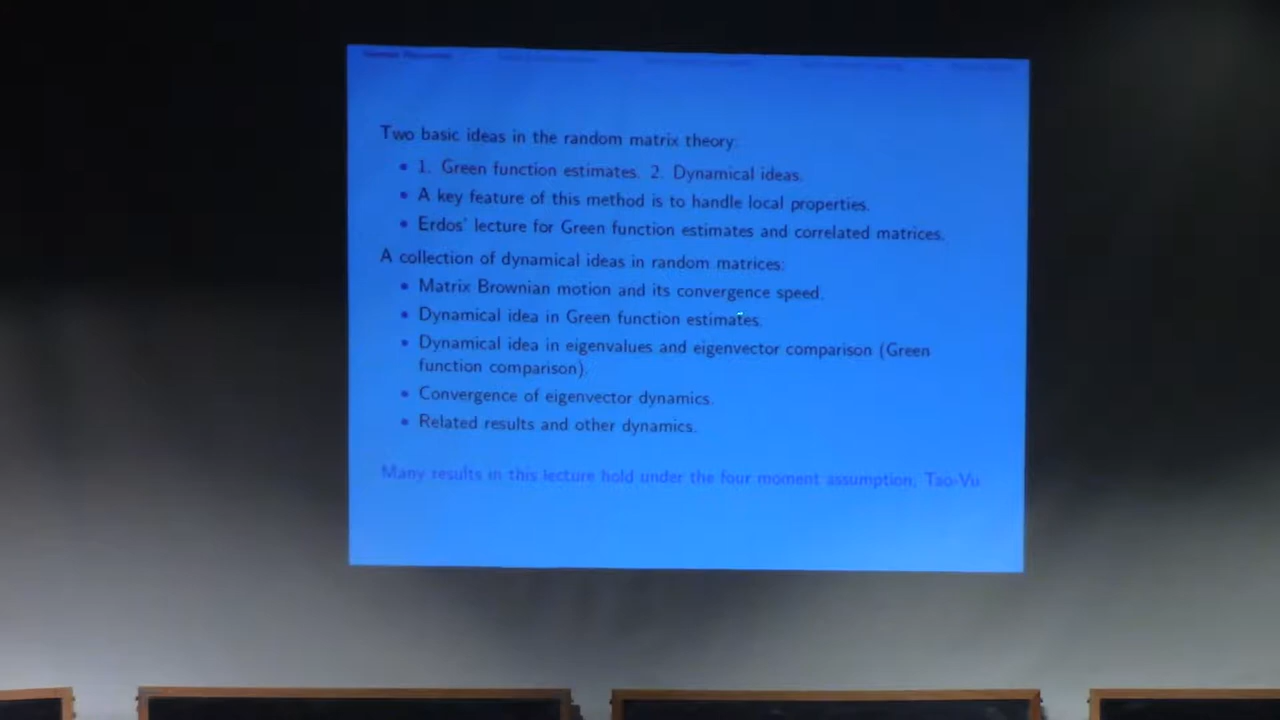 Two basic ideas in the random matrix theory:
• 1. Green function estimates. 2. Dynamical ideas.
• A key feature of this method is to handle local properties.
• Erdos' lecture for Green function estimates and correlated matrices.
A collection of dynamical ideas in random matrices:
• Matrix Brownian motion and its convergence speed.
• Dynamical idea in Green function estimates.
• Dynamical idea in eigenvalues and eigenvector comparison (Green
function comparison).
• Convergence of eigenvector dynamics.
• Related results and other dynamics.
Many results in this lecture hold under the four moment assumption, Tao-Vu